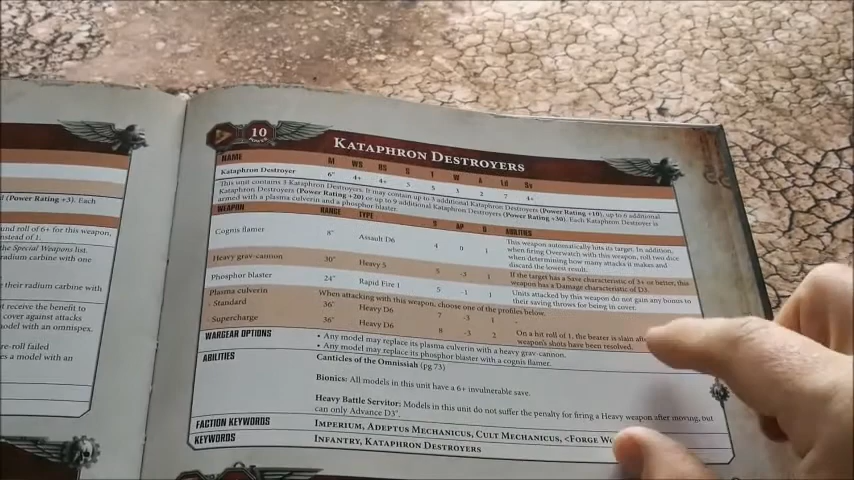 10
POWER
KATAPHRON DESTROYERS
NAME M WS BS S T W A Ld Sv
Kataphron Destroyer 6" 4+ 4+ 5 5 3 2 7 4+
This unit contains 3 Kataphron Destroyers. It may contain up to 3 additional Kataphron Destroyers (Power Rating +10), up to 6 additional
Kataphron Destroyers (Power Rating +20) or up to 9 additional Kataphron Destroyers (Power Rating +30). Each Kataphron Destroyer is
armed with a plasma culverin and a phosphor blaster.
WEAPON RANGE TYPE S AP D ABILITIES
Cognis flamer 8" Assault D6 4 0 1 This weapon automatically hits its target. In addition,
when firing Overwatch with this weapon, roll two dice
when determining how many attacks it makes and
discard the lowest result.
Heavy grav-cannon 30" Heavy 5 5 -3 1 If the target has a Save characteristic of 3+ or better, this
weapon has a Damage characteristic of D3.
Phosphor blaster 24" Rapid Fire 1 5 -1 1 Units attacked by this weapon do not gain any bonus to
their saving throws for being in cover.
Plasma culverin When attacking with this weapon, choose one of the profiles below.
- Standard 36" Heavy D6 7 -3 1 -
- Supercharge 36" Heavy D6 8 -3 2 On a hit roll of 1, the bearer is slain
weapon's shots have been resolved.
WARGEAR OPTIONS • Any model may replace its plasma culverin with a heavy grav-cannon.
• Any model may replace its phosphor blaster with a cognis flamer.
ABILITIES Canticles of the Omnissiah (pg 73)
Bionics: All models in this unit have a 6+ invulnerable save.
Heavy Battle Servitor: Models in this unit do not suffer the penalty for firing a Heavy weapon after moving, but
can only Advance D3".
FACTION KEYWORDS IMPERIUM, ADEPTUS MECHANICUS, CULT MECHANICUS, <FORGE
KEYWORDS INFANTRY, KATAPHRON DESTROYERS
Power Rating +3). Each
und roll of 6+ for this weapon,
instead of 1.
the Special Weapons list.
radium carbine with one
their radium carbine with
receive the benefit to
cover against attacks
model with an omnispex.
role failed
es a model with